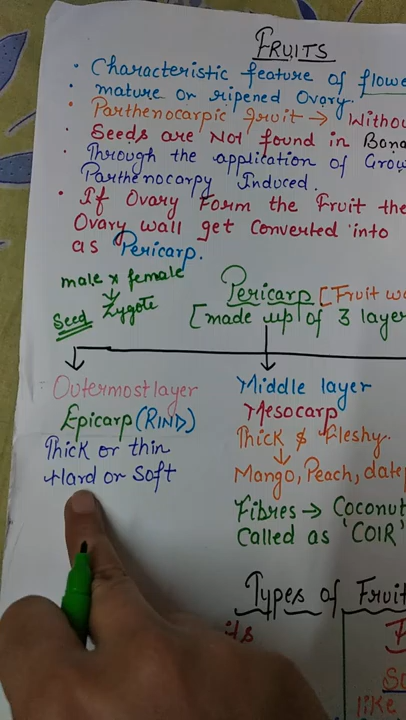 FRUITS
· Characteristic feature of flowe
· mature or ripened Ovary.
· Parthenocarpic fruit → Withou
· Seeds are Not found in Bana
· Through the application of Grow
Parthenocarpy Induced.
· If Ovary Form the Fruit the
Ovary wall get Converted into
as Pericarp.
male × female
Zygote
Seed
Pericarp [Fruit wa
[made up of 3 layer
Outermost layer
Epicarp (RIND)
Thick or thin
Hard or Soft
Middle layer
Mesocarp
Thick & fleshy.
Mango, Peach, date
Fibres → Coconut
Called as 'COIR'
Types of Fruit
its
So
like